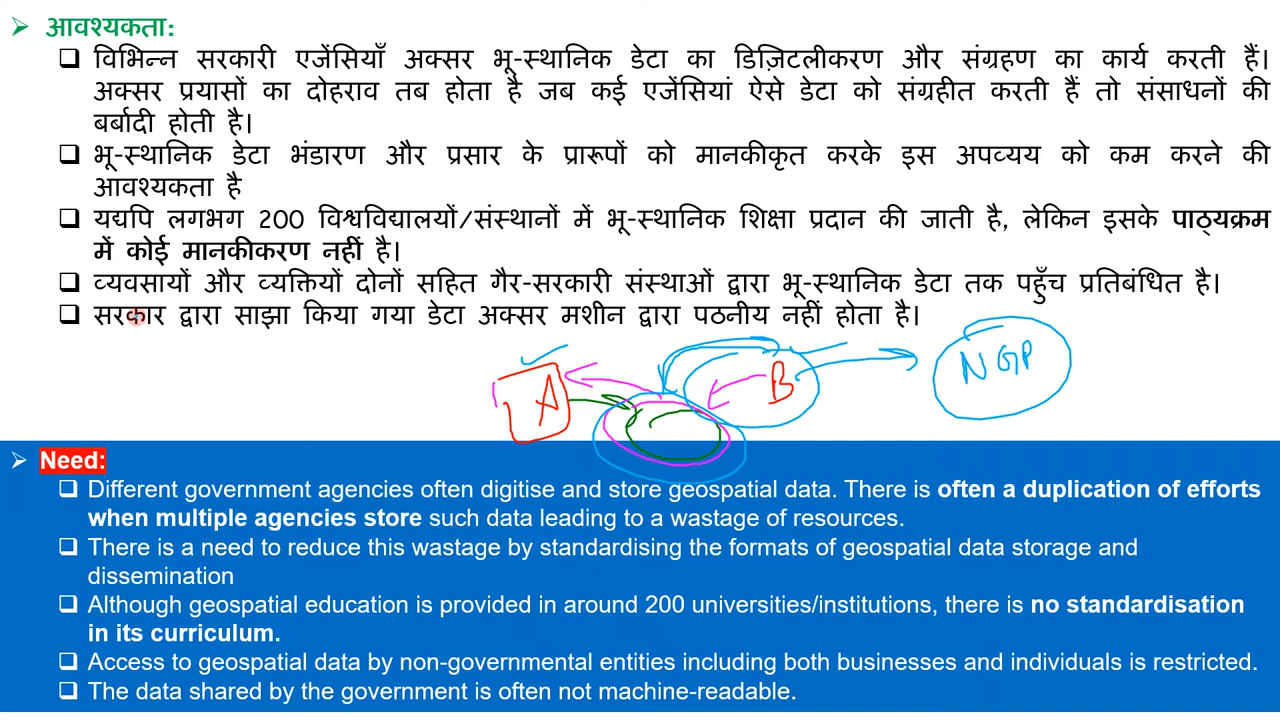 ➢ आवश्यकता:
❑ विभिन्न सरकारी एजेंसियाँ अक्सर भू-स्थानिक डेटा का डिज़िटलीकरण और संग्रहण का कार्य करती हैं।
अक्सर प्रयासों का दोहराव तब होता है जब कई एजेंसियां ऐसे डेटा को संग्रहीत करती हैं तो संसाधनों की
बर्बादी होती है।
❑ भू-स्थानिक डेटा भंडारण और प्रसार के प्रारूपों को मानकीकृत करके इस अपव्यय को कम करने की
आवश्यकता है
❑ यद्यपि लगभग 200 विश्वविद्यालयों/संस्थानों में भू-स्थानिक शिक्षा प्रदान की जाती है, लेकिन इसके पाठ्यक्रम
में कोई मानकीकरण नहीं है।
❑ व्यवसायों और व्यक्तियों दोनों सहित गैर-सरकारी संस्थाओं द्वारा भू-स्थानिक डेटा तक पहुँच प्रतिबंधित है।
❑ सरकार द्वारा साझा किया गया डेटा अक्सर मशीन द्वारा पठनीय नहीं होता है।
A
B
NGP
➢ Need:
❑ Different government agencies often digitise and store geospatial data. There is often a duplication of efforts
when multiple agencies store such data leading to a wastage of resources.
❑ There is a need to reduce this wastage by standardising the formats of geospatial data storage and
dissemination
❑ Although geospatial education is provided in around 200 universities/institutions, there is no standardisation
in its curriculum.
❑ Access to geospatial data by non-governmental entities including both businesses and individuals is restricted.
❑ The data shared by the government is often not machine-readable.